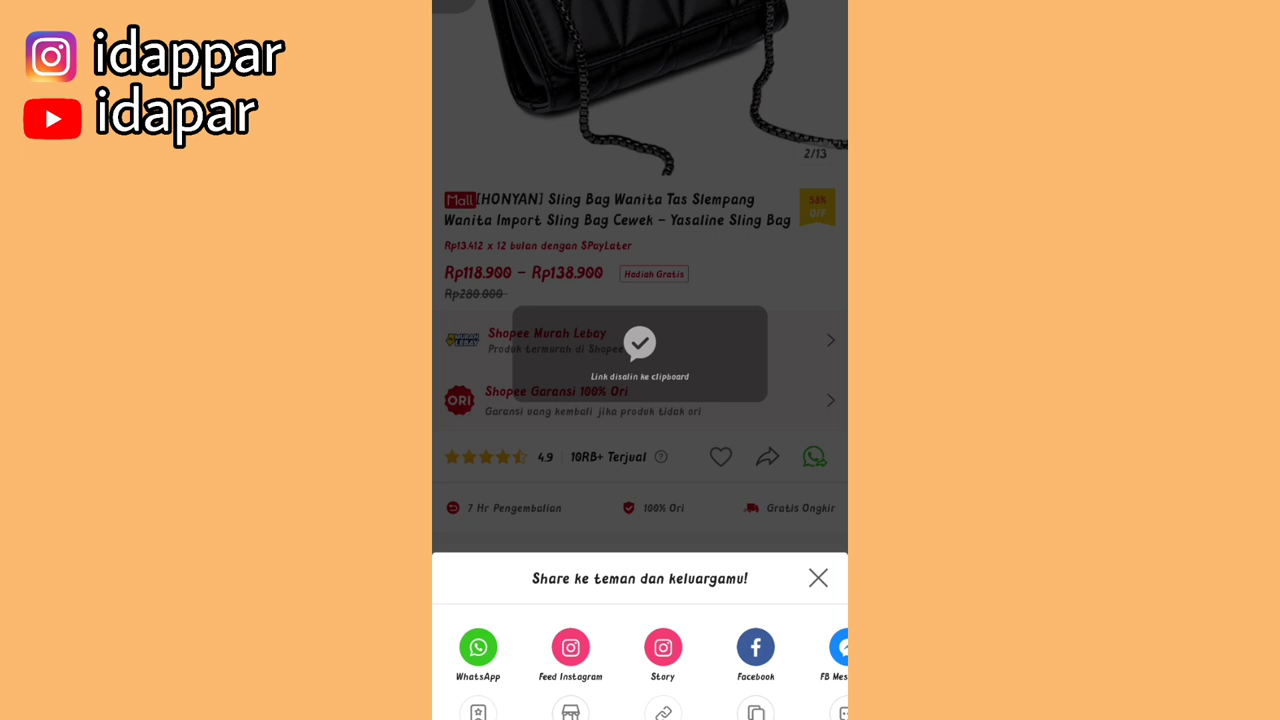 idappar
idapar
2/13
Mall [HONYAN] Sling Bag Wanita Tas Slempang
Wanita Import Sling Bag Cewek - Yasaline Sling Bag
58%
OFF
Rp13.412 x 12 bulan dengan SPayLater
Rp118.900 - Rp138.900
Hadiah Gratis
Rp280.000
MURAH
LEBAY
Shopee Murah Lebay
Produk termurah di Shopee
Link disalin ke clipboard
ORI
Shopee Garansi 100% Ori
Garansi uang kembali jika produk tidak ori
4.9
10RB+ Terjual
?
7 Hr Pengembalian
100% Ori
Gratis Ongkir
Share ke teman dan keluargamu!
WhatsApp
Feed Instagram
Story
Facebook
FB Mes